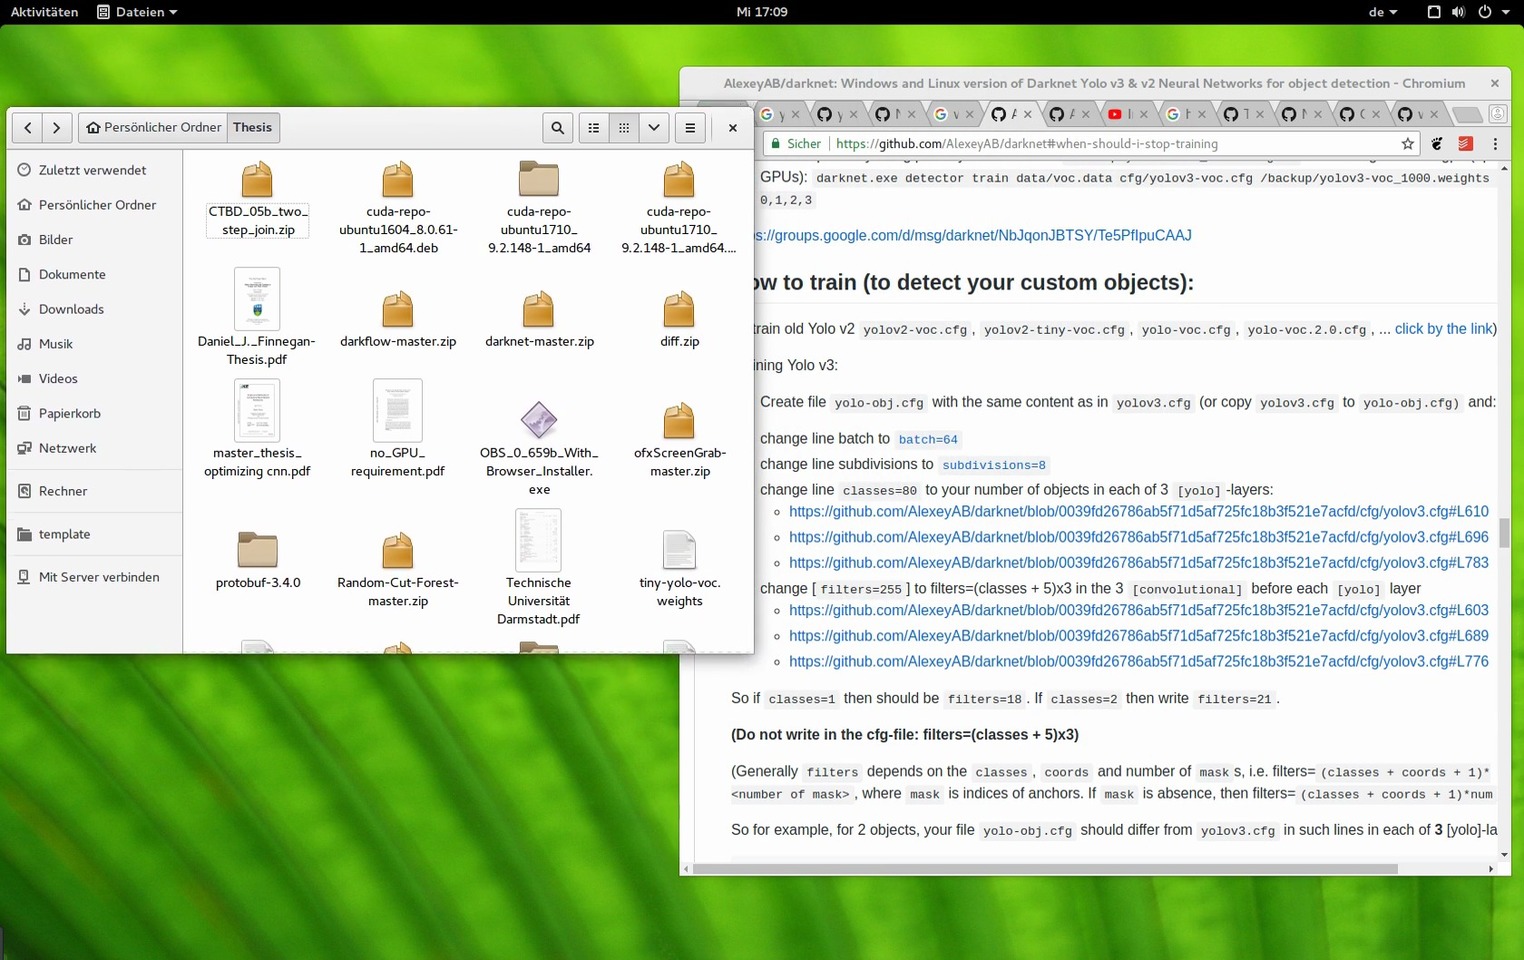 Aktivitäten
Dateien
Mi 17:09
de
AlexeyAB/darknet: Windows and Linux version of Darknet Yolo v3 & v2 Neural Networks for object detection - Chromium
Sicher
https://github.com/AlexeyAB/darknet#when-should-i-stop-training
Persönlicher Ordner
Thesis
Zuletzt verwendet
Persönlicher Ordner
Bilder
Dokumente
Downloads
Musik
Videos
Papierkorb
Netzwerk
Rechner
template
Mit Server verbinden
CTBD_05b_two_
step_join.zip
cuda-repo-
ubuntu1604_8.0.61-
1_amd64.deb
cuda-repo-
ubuntu1710_
9.2.148-1_amd64
cuda-repo-
ubuntu1710_
9.2.148-1_amd64....
Daniel_J._Finnegan-
Thesis.pdf
darkflow-master.zip
darknet-master.zip
diff.zip
master_thesis_
optimizing cnn.pdf
no_GPU_
requirement.pdf
OBS_0_659b_With_
Browser_Installer.
exe
ofxScreenGrab-
master.zip
protobuf-3.4.0
Random-Cut-Forest-
master.zip
Technische
Universität
Darmstadt.pdf
tiny-yolo-voc.
weights
GPUs): darknet.exe detector train data/voc.data cfg/yolov3-voc.cfg /backup/yolov3-voc_1000.weights
0,1,2,3
s://groups.google.com/d/msg/darknet/NbJqonJBTSY/Te5PfIpuCAAJ
ow to train (to detect your custom objects):
train old Yolo v2 yolov2-voc.cfg, yolov2-tiny-voc.cfg, yolo-voc.cfg, yolo-voc.2.0.cfg, ... click by the link)
ining Yolo v3:
Create file yolo-obj.cfg with the same content as in yolov3.cfg (or copy yolov3.cfg to yolo-obj.cfg) and:
change line batch to batch=64
change line subdivisions to subdivisions=8
change line classes=80 to your number of objects in each of 3 [yolo]-layers:
https://github.com/AlexeyAB/darknet/blob/0039fd26786ab5f71d5af725fc18b3f521e7acfd/cfg/yolov3.cfg#L610
https://github.com/AlexeyAB/darknet/blob/0039fd26786ab5f71d5af725fc18b3f521e7acfd/cfg/yolov3.cfg#L696
https://github.com/AlexeyAB/darknet/blob/0039fd26786ab5f71d5af725fc18b3f521e7acfd/cfg/yolov3.cfg#L783
change [filters=255] to filters=(classes + 5)x3 in the 3 [convolutional] before each [yolo] layer
https://github.com/AlexeyAB/darknet/blob/0039fd26786ab5f71d5af725fc18b3f521e7acfd/cfg/yolov3.cfg#L603
https://github.com/AlexeyAB/darknet/blob/0039fd26786ab5f71d5af725fc18b3f521e7acfd/cfg/yolov3.cfg#L689
https://github.com/AlexeyAB/darknet/blob/0039fd26786ab5f71d5af725fc18b3f521e7acfd/cfg/yolov3.cfg#L776
So if classes=1 then should be filters=18. If classes=2 then write filters=21.
(Do not write in the cfg-file: filters=(classes + 5)x3)
(Generally filters depends on the classes, coords and number of masks, i.e. filters=(classes + coords + 1)*
<number of mask>, where mask is indices of anchors. If mask is absence, then filters=(classes + coords + 1)*num
So for example, for 2 objects, your file yolo-obj.cfg should differ from yolov3.cfg in such lines in each of 3 [yolo]-la